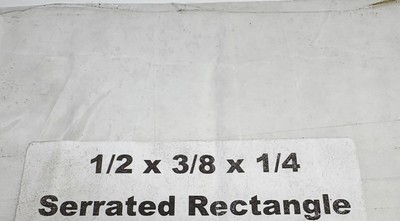 1/2 x 3/8 x 1/4
Serrated Rectangle